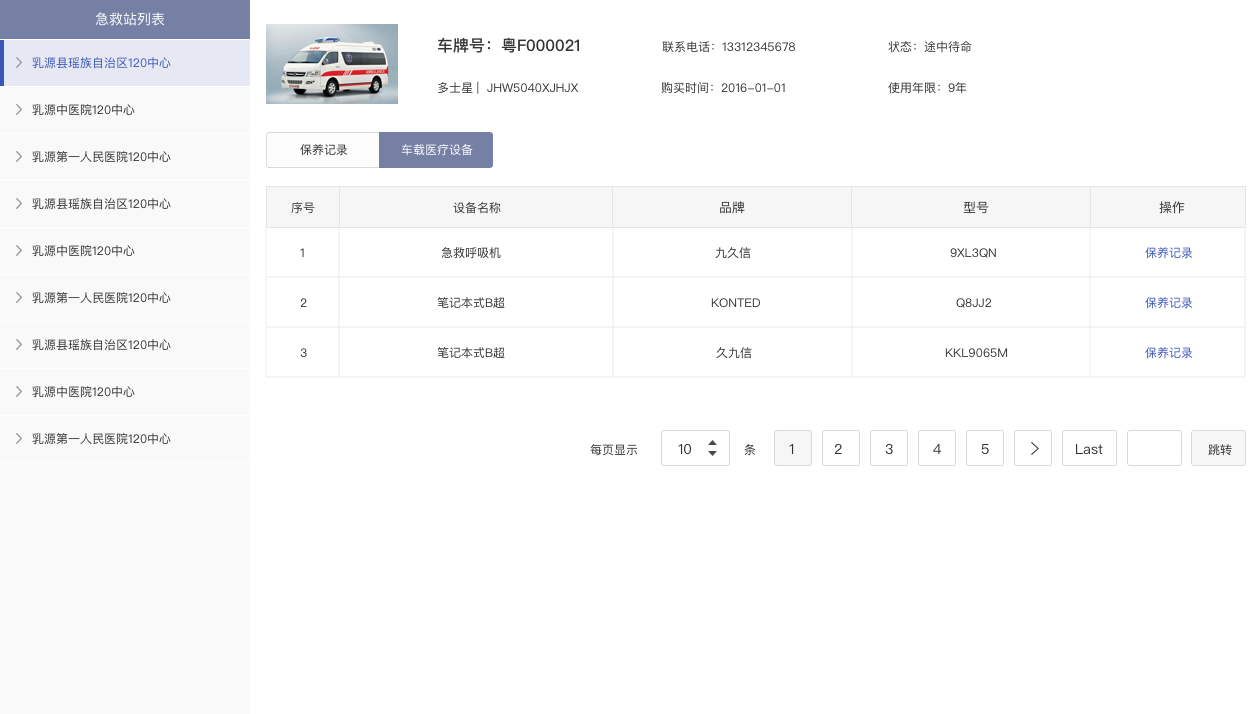 急救站列表
乳源县瑶族自治区120中心
乳源中医院120中心
乳源第一人民医院120中心
乳源县瑶族自治区120中心
乳源中医院120中心
乳源第一人民医院120中心
乳源县瑶族自治区120中心
乳源中医院120中心
乳源第一人民医院120中心
车牌号：粤F000021 联系电话：13312345678 状态：途中待命
多士星 | JHW5040XJHJX 购买时间：2016-01-01 使用年限：9年
保养记录 车载医疗设备
序号 设备名称 品牌 型号 操作
1 急救呼吸机 九久信 9XL3QN 保养记录
2 笔记本式B超 KONTED Q8JJ2 保养记录
3 笔记本式B超 久九信 KKL9065M 保养记录
每页显示 10 条 1 2 3 4 5 > Last 跳转